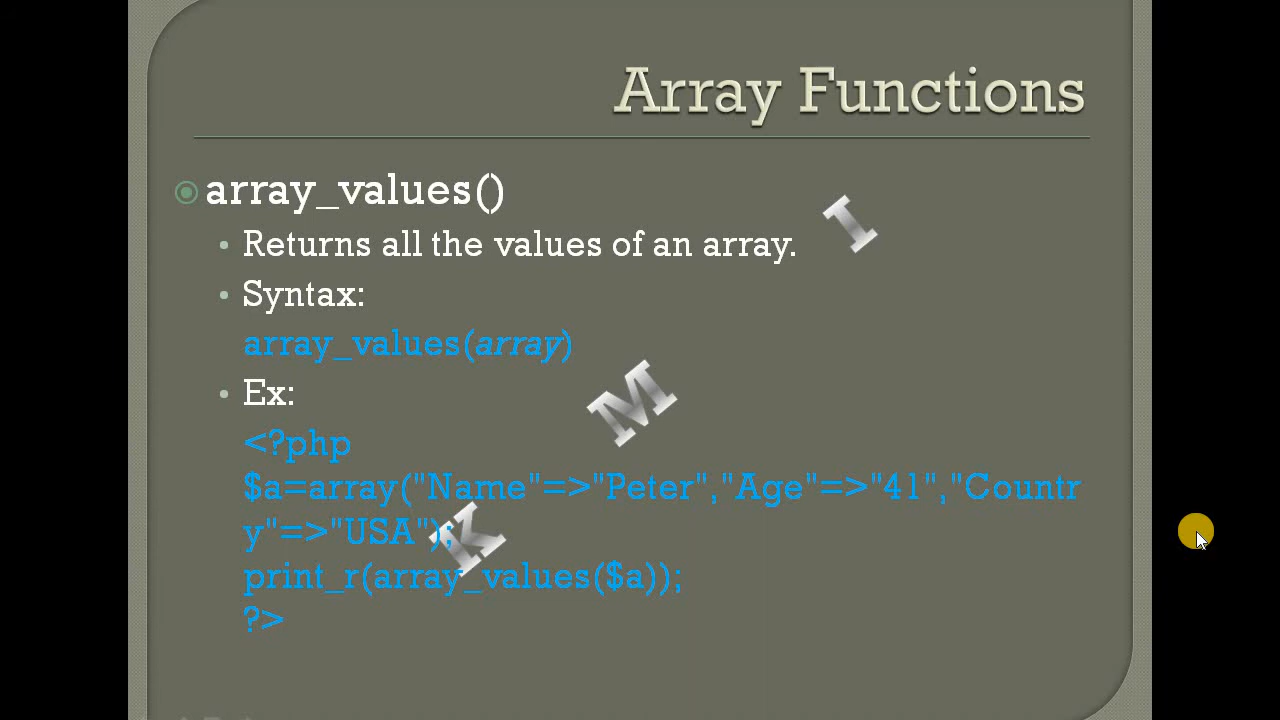 Array Functions
array_values()
Returns all the values of an array.
Syntax:
array_values(array)
Ex:
<?php
$a=array("Name"=>"Peter","Age"=>"41","Countr
y"=>"USA");
print_r(array_values($a));
?>
K M I